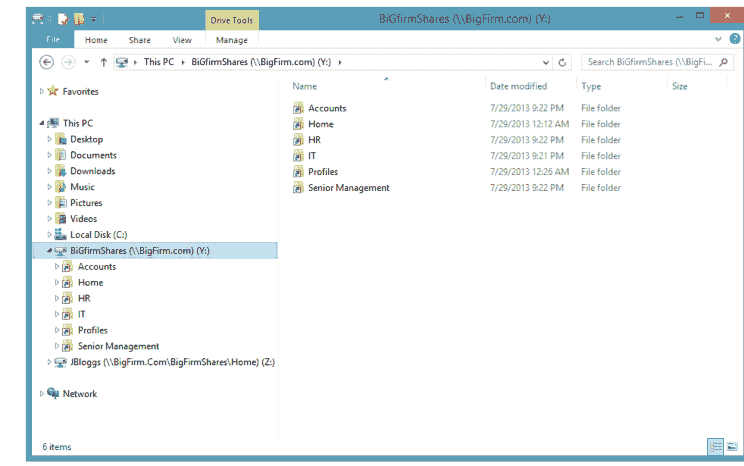 Drive Tools
BiGfirmShares (\\BigFirm.com) (Y:)
File Home Share View Manage
This PC BiGfirmShares (\\BigFirm.com) (Y:)
Search BiGfirmShares (\\BigFi...
Favorites
This PC
Desktop
Documents
Downloads
Music
Pictures
Videos
Local Disk (C:)
BiGfirmShares (\\BigFirm.com) (Y:)
Accounts
Home
HR
IT
Profiles
Senior Management
JBloggs (\\BigFirm.Com\BigFirmShares\Home) (Z:)
Network
Name Date modified Type Size
Accounts 7/29/2013 9:22 PM File folder
Home 7/29/2013 12:12 AM File folder
HR 7/29/2013 9:22 PM File folder
IT 7/29/2013 9:21 PM File folder
Profiles 7/29/2013 12:26 AM File folder
Senior Management 7/29/2013 9:22 PM File folder
6 items